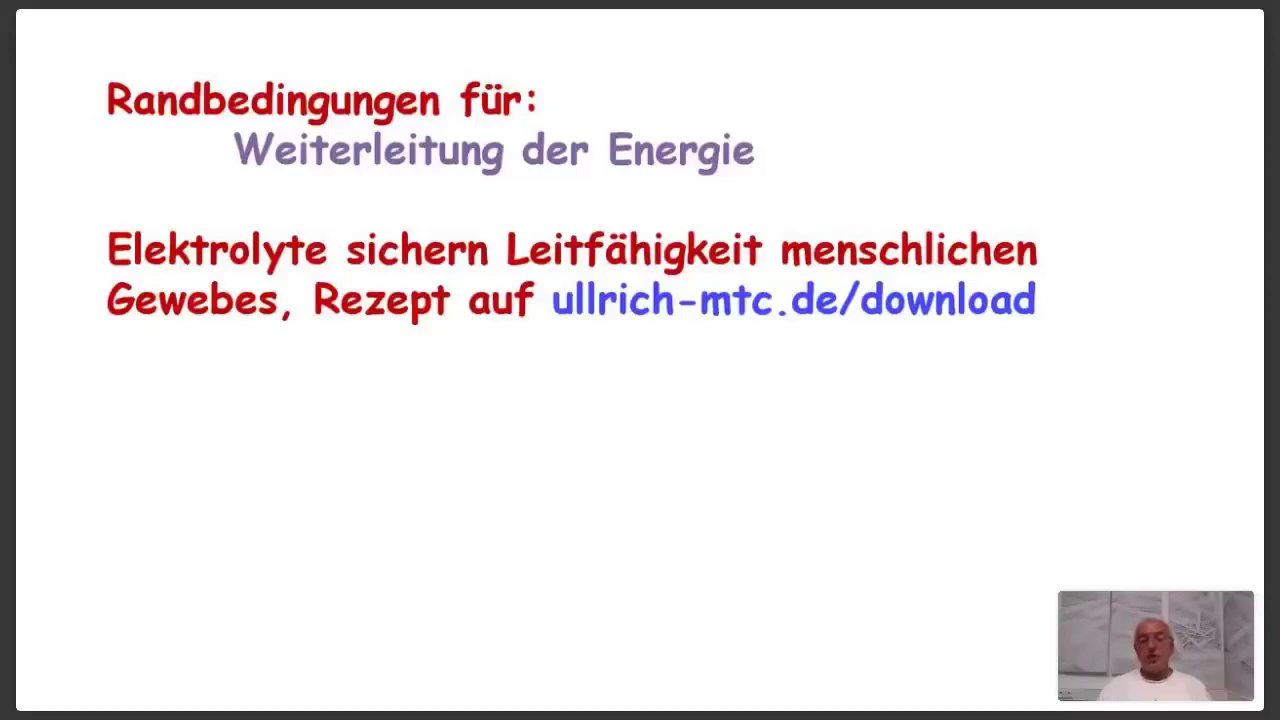 Randbedingungen für:
Weiterleitung der Energie
Elektrolyte sichern Leitfähigkeit menschlichen
Gewebes, Rezept auf ullrich-mtc.de/download